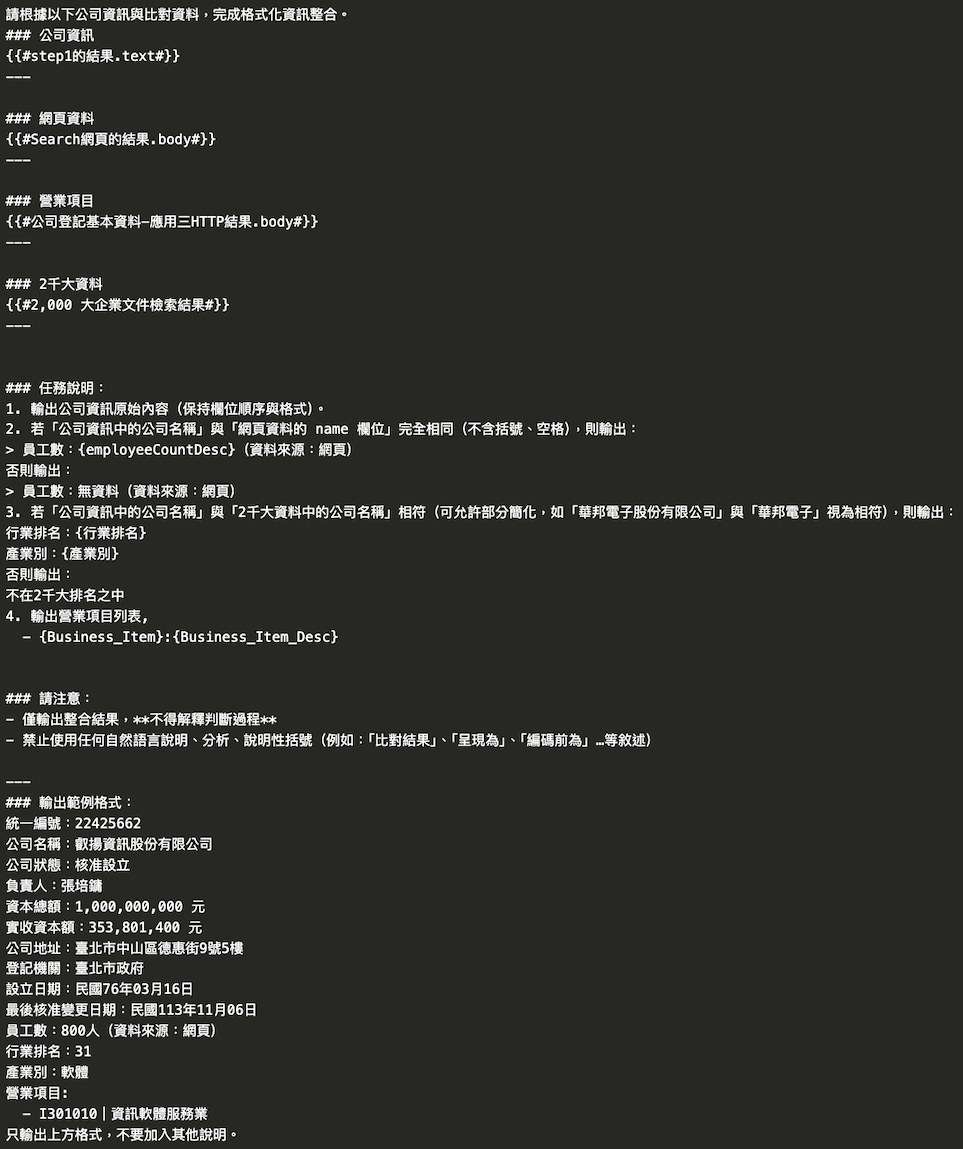 請根據以下公司資訊與比對資料，完成格式化資訊整合。
### 公司資訊
{{#step1的結果.text#}}
---
### 網頁資料
{{#Search網頁的結果.body#}}
---
### 營業項目
{{#公司登記基本資料—應用三HTTP結果.body#}}
---
### 2千大資料
{{#2,000 大企業文件檢索結果#}}
---
### 任務說明：
1. 輸出公司資訊原始內容（保持欄位順序與格式）。
2. 若「公司資訊中的公司名稱」與「網頁資料的 name 欄位」完全相同（不含括號、空格），則輸出：
> 員工數：{employeeCountDesc}（資料來源：網頁）
否則輸出：
> 員工數：無資料（資料來源：網頁）
3. 若「公司資訊中的公司名稱」與「2千大資料中的公司名稱」相符（可允許部分簡化，如「華邦電子股份有限公司」與「華邦電子」視為相符），則輸出：
行業排名：{行業排名}
產業別：{產業別}
否則輸出：
不在2千大排名之中
4. 輸出營業項目列表,
- {Business_Item}:{Business_Item_Desc}
### 請注意：
- 僅輸出整合結果，**不得解釋判斷過程**
- 禁止使用任何自然語言說明、分析、說明性括號（例如：「比對結果」、「呈現為」、「編碼前為」…等敘述）
---
### 輸出範例格式：
統一編號：22425662
公司名稱：叡揚資訊股份有限公司
公司狀態：核准設立
負責人：張培鏞
資本總額：1,000,000,000 元
實收資本額：353,801,400 元
公司地址：臺北市中山區德惠街9號5樓
登記機關：臺北市政府
設立日期：民國76年03月16日
最後核准變更日期：民國113年11月06日
員工數：800人（資料來源：網頁）
行業排名：31
產業別：軟體
營業項目:
- I301010｜資訊軟體服務業
只輸出上方格式，不要加入其他說明。